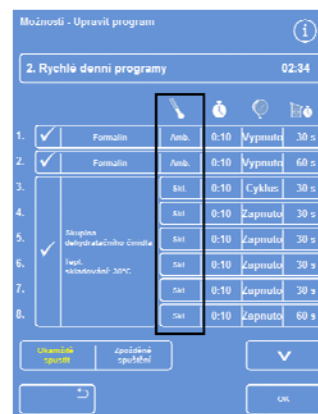 Možnosti - Upravit program
2. Rychlé denní programy 02:34
1. Formalin Amb. 0:10 Vypnuto 30 s
2. Formalin Amb. 0:10 Vypnuto 60 s
3. Skl. 0:10 Cyklus 30 s
4. Skl 0:10 Zapnuto 30 s
5. Skupina dehydratačního činidla Skl 0:10 Zapnuto 30 s
6. Tepl. skladování: 30°C Skl 0:10 Zapnuto 30 s
7. Skl 0:10 Zapnuto 30 s
8. Skl 0:10 Zapnuto 60 s
Okamžitě spustit
Zpožděné spuštění
OK